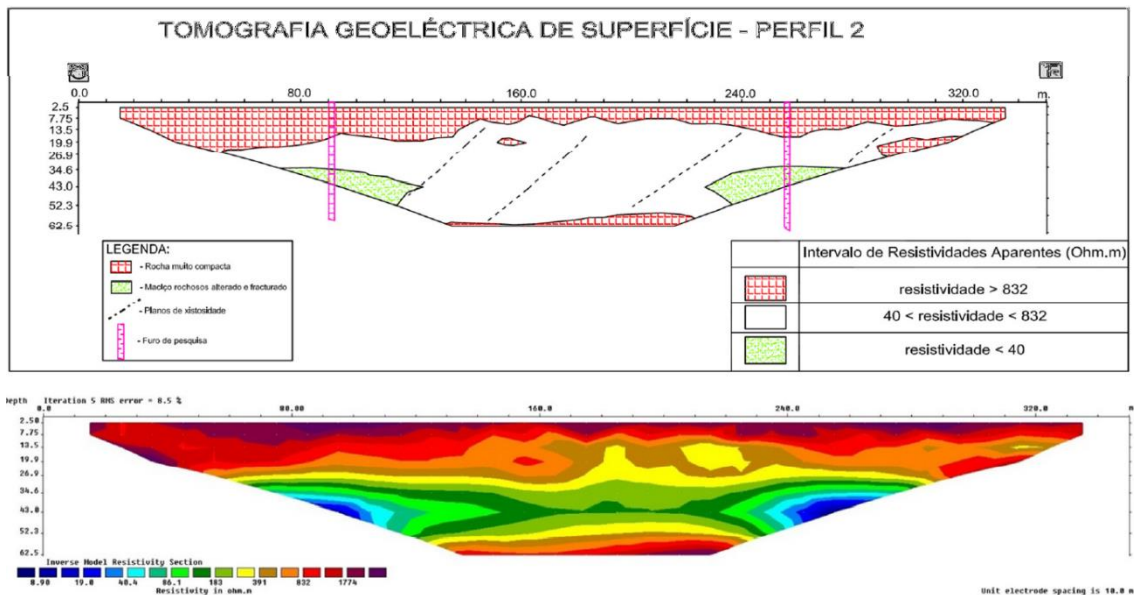 TOMOGRAFIA GEOELÉCTRICA DE SUPERFÍCIE - PERFIL 2
0.0 80.0 160.0 240.0 320.0 m.
2.5
7.75
13.5
19.9
26.9
34.6
43.0
52.3
62.5
LEGENDA:
- Rocha muito compacta
- Maciço rochosos alterado e fracturado
- Planos de xistosidade
- Furo de pesquisa
Intervalo de Resistividades Aparentes (Ohm.m)
resistividade > 832
40 < resistividade < 832
resistividade < 40
Depth Iteration 5 RMS error = 8.5 %
0.0 80.00 160.0 240.0 320.0 m
2.50
7.75
13.5
19.9
26.9
34.6
43.0
52.3
62.5
Inverse Model Resistivity Section
8.90 19.0 40.4 86.1 183 391 832 1774
Resistivity in ohm.m
Unit electrode spacing is 10.0 m